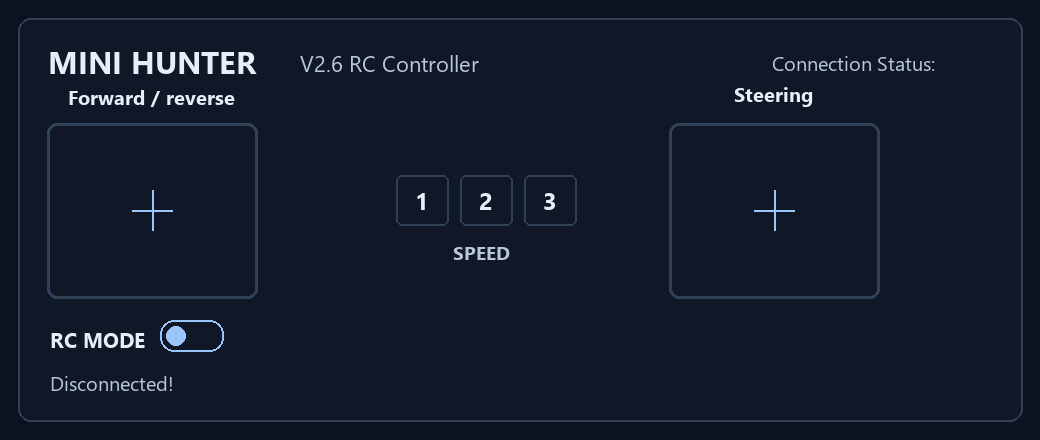 MINI HUNTER
V2.6 RC Controller
Connection Status:
Forward / reverse
Steering
1 2 3
SPEED
RC MODE
Disconnected!